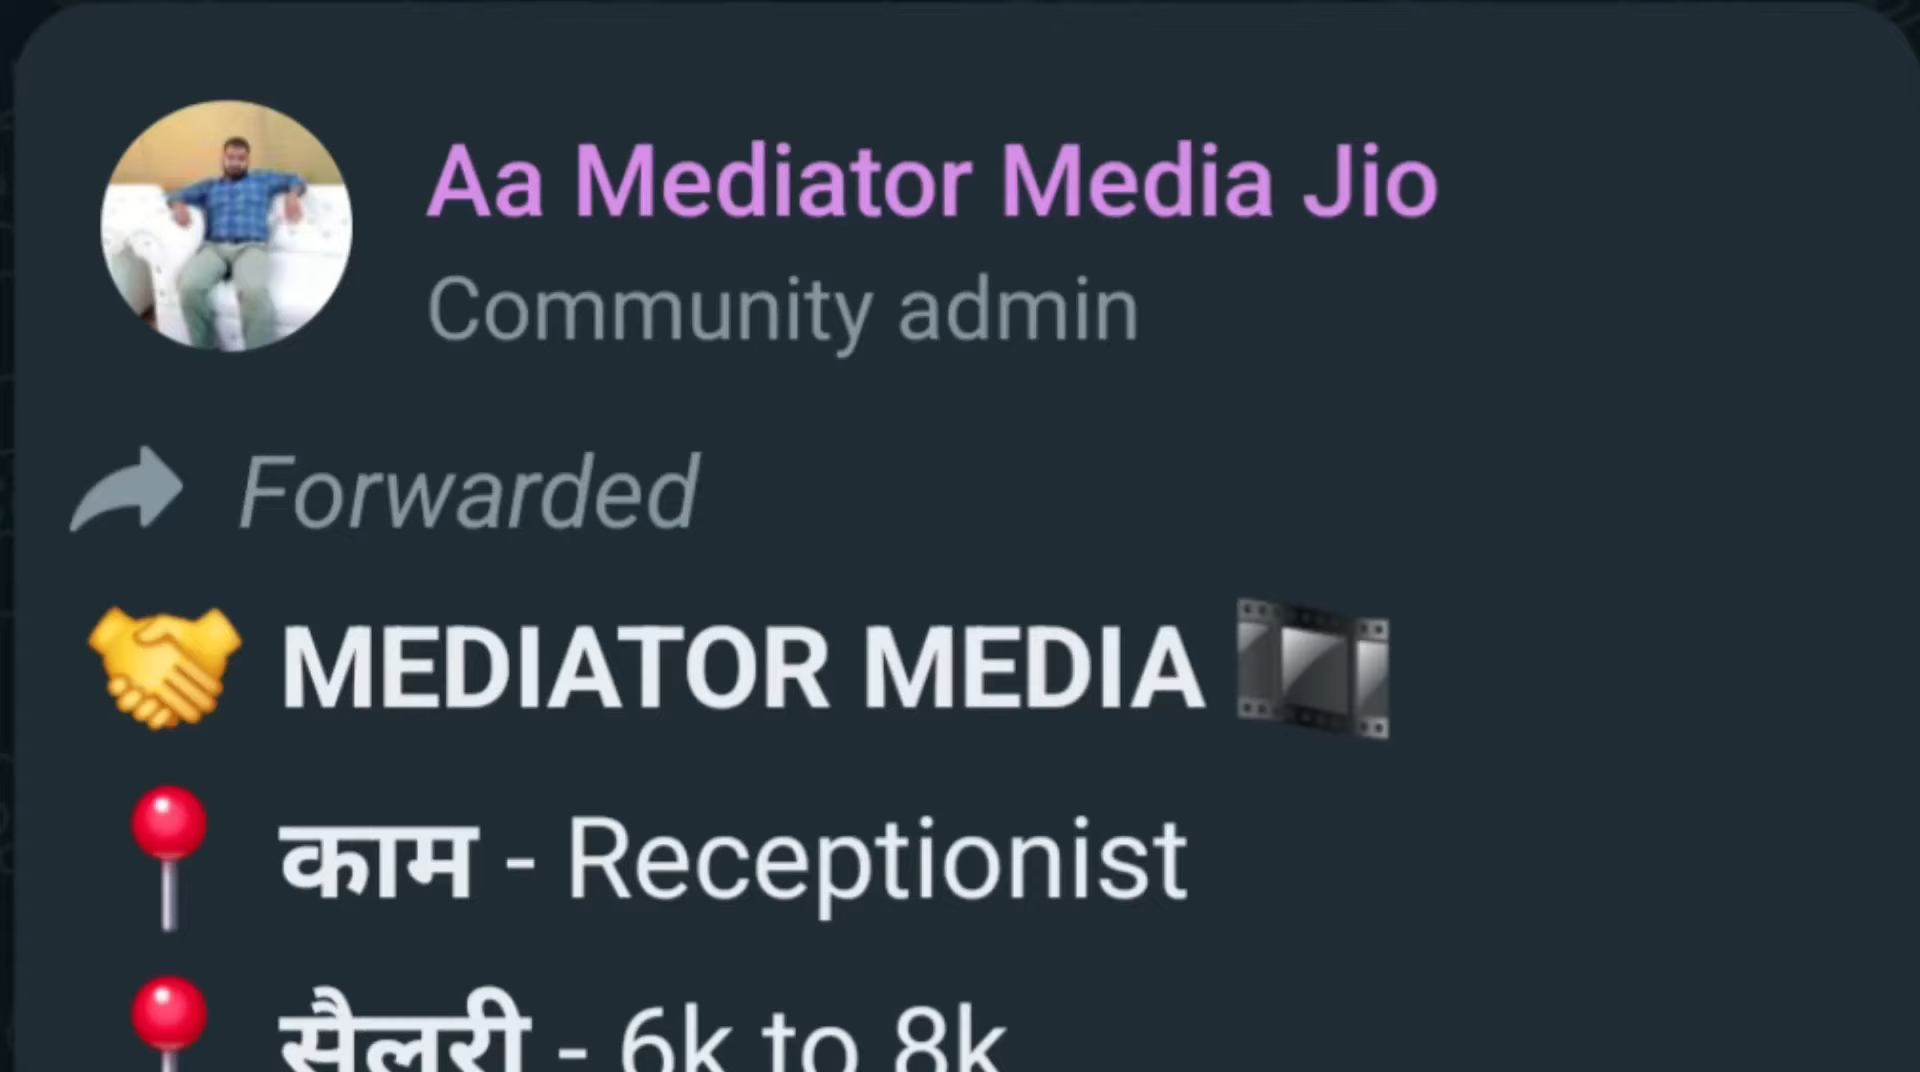 Aa Mediator Media Jio
Community admin
Forwarded
🤝 MEDIATOR MEDIA 🎞️
📍 काम - Receptionist
📍 सैलरी - 6k to 8k